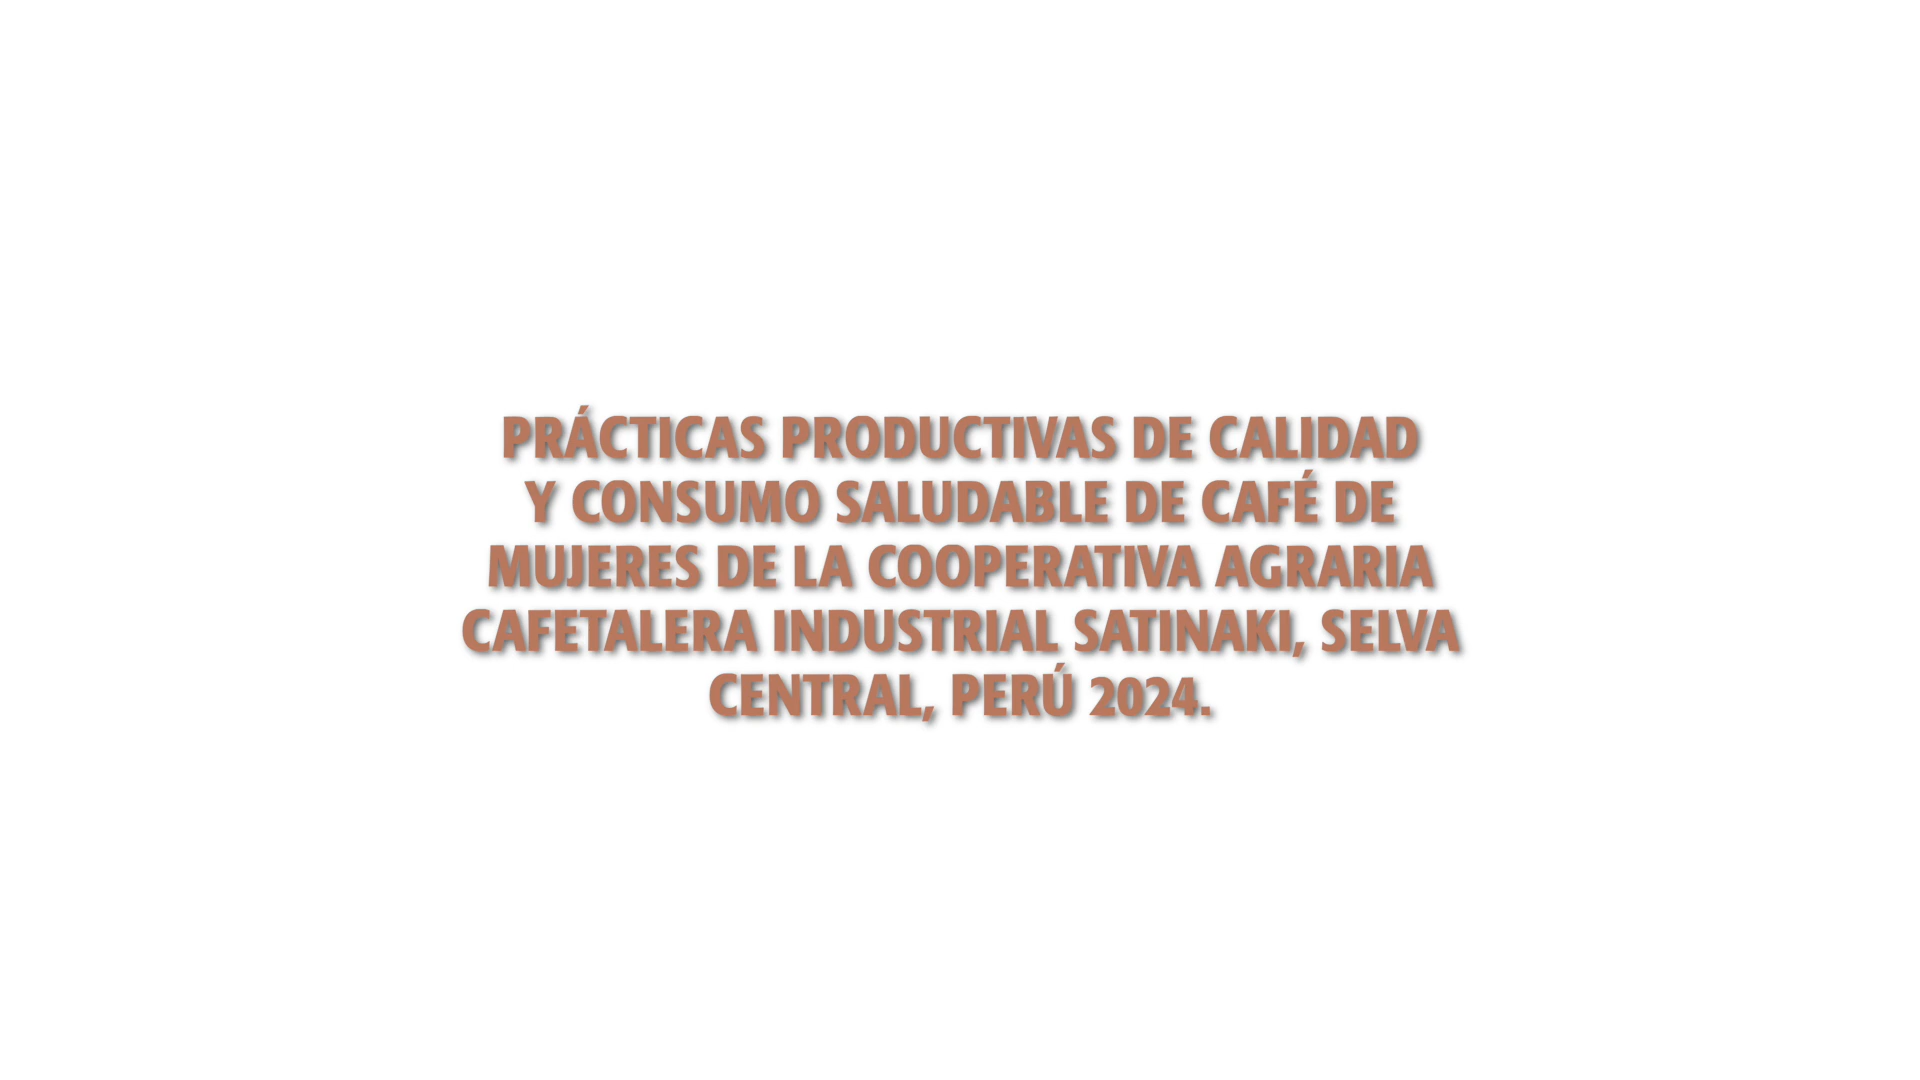 PRÁCTICAS PRODUCTIVAS DE CALIDAD
Y CONSUMO SALUDABLE DE CAFÉ DE
MUJERES DE LA COOPERATIVA AGRARIA
CAFETALERA INDUSTRIAL SATINAKI, SELVA
CENTRAL, PERÚ 2024.